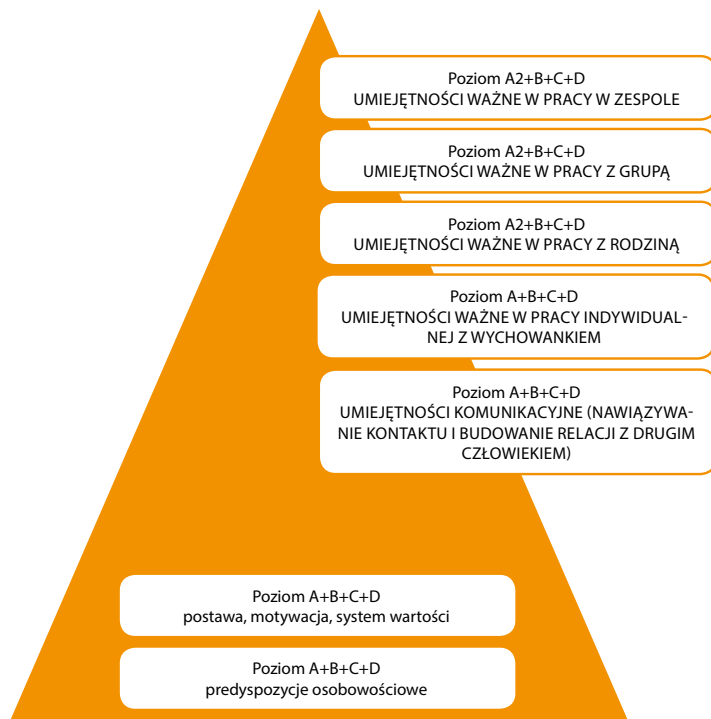 Poziom A2+B+C+D
UMIEJĘTNOŚCI WAŻNE W PRACY W ZESPOLE
Poziom A2+B+C+D
UMIEJĘTNOŚCI WAŻNE W PRACY Z GRUPĄ
Poziom A2+B+C+D
UMIEJĘTNOŚCI WAŻNE W PRACY Z RODZINĄ
Poziom A+B+C+D
UMIEJĘTNOŚCI WAŻNE W PRACY INDYWIDUAL-
NEJ Z WYCHOWANKIEM
Poziom A+B+C+D
UMIEJĘTNOŚCI KOMUNIKACYJNE (NAWIĄZYWA-
NIE KONTAKTU I BUDOWANIE RELACJI Z DRUGIM
CZŁOWIEKIEM)
Poziom A+B+C+D
postawa, motywacja, system wartości
Poziom A+B+C+D
predyspozycje osobowościowe